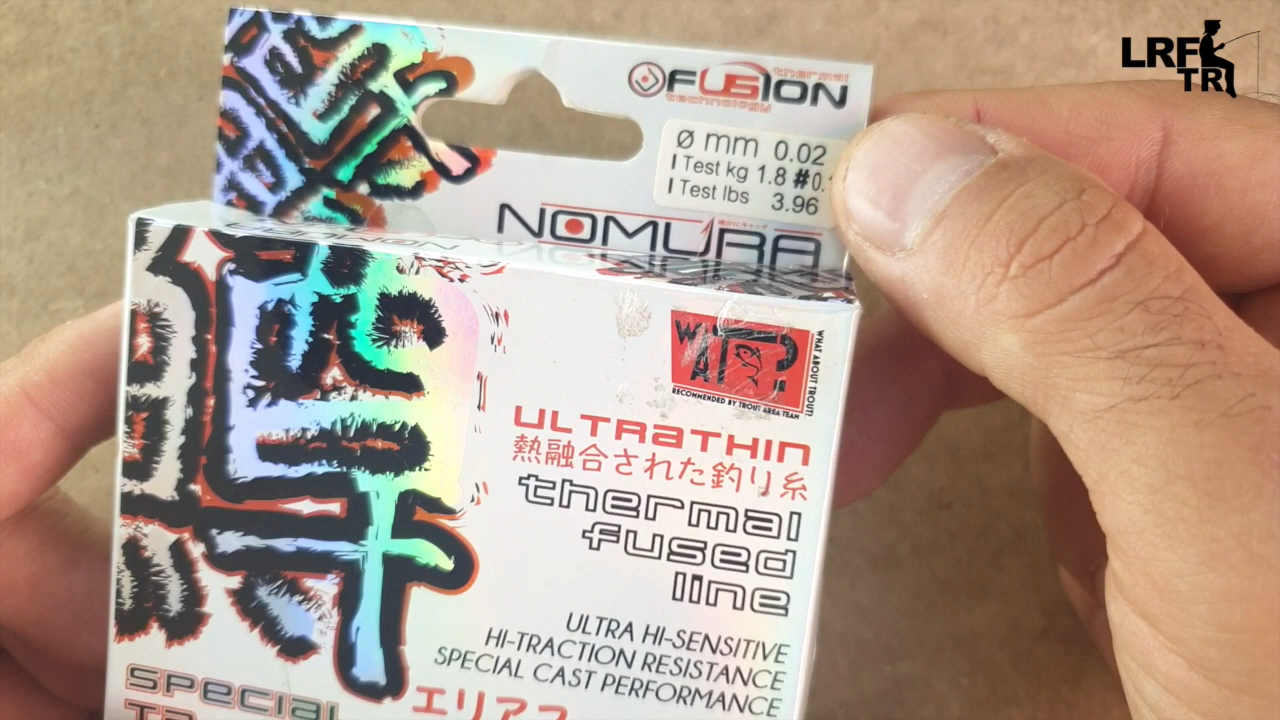 LRF
TR
FUSION
thermal
technology
Ø mm 0.02
Test kg 1.8 #0.
Test lbs 3.96
NOMURA
WAT?
WHAT ABOUT TROUT?
RECOMMENDED BY TROUT AREA TEAM
ULTRATHIN
熱融合された釣り糸
thermal
fused
line
ULTRA HI-SENSITIVE
HI-TRACTION RESISTANCE
SPECIAL CAST PERFORMANCE
SPECIAL
エリアス